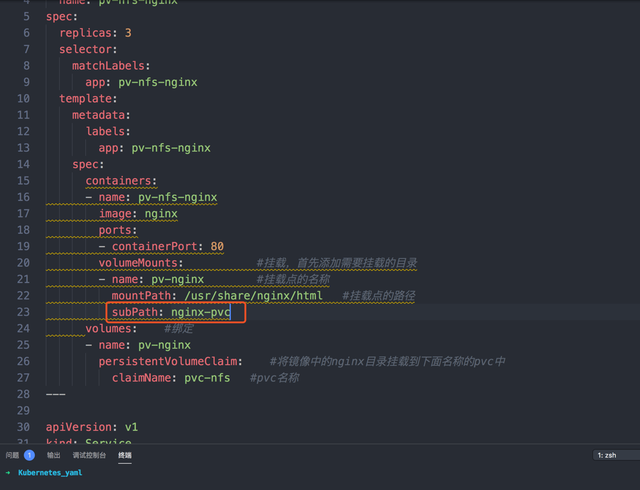 4 name: pv-nfs-nginx
5 spec:
6 replicas: 3
7 selector:
8 matchLabels:
9 app: pv-nfs-nginx
10 template:
11 metadata:
12 labels:
13 app: pv-nfs-nginx
14 spec:
15 containers:
16 - name: pv-nfs-nginx
17 image: nginx
18 ports:
19 - containerPort: 80
20 volumeMounts: #挂载，首先添加需要挂载的目录
21 - name: pv-nginx #挂载点的名称
22 mountPath: /usr/share/nginx/html #挂载点的路径
23 subPath: nginx-pvc
24 volumes: #绑定
25 - name: pv-nginx
26 persistentVolumeClaim: #将镜像中的nginx目录挂载到下面名称的pvc中
27 claimName: pvc-nfs #pvc名称
28 ---
29
30 apiVersion: v1
31 kind: Service
问题 1 输出 调试控制台 终端 1: zsh
→ Kubernetes_yaml